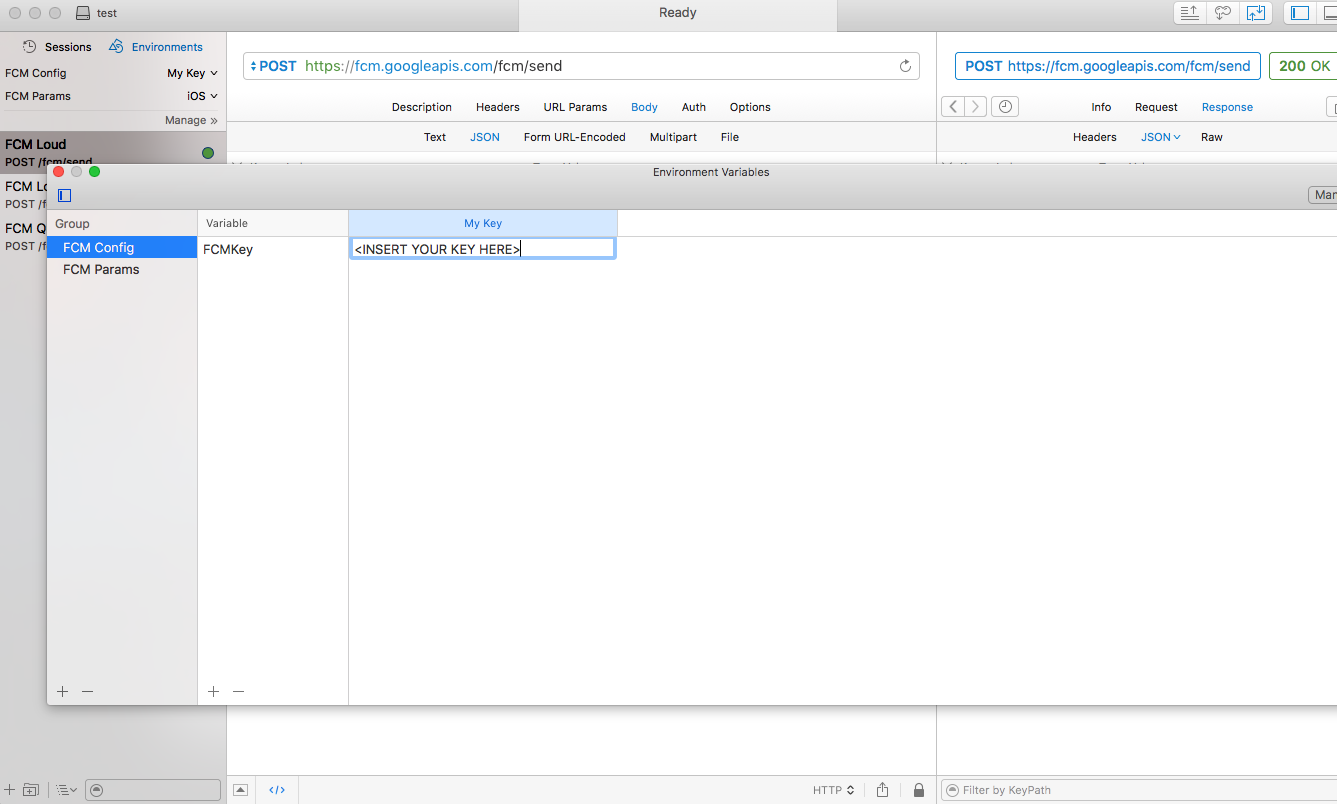 test
Ready
Sessions Environments
FCM Config My Key
FCM Params iOS
Manage »
FCM Loud
POST /fcm/send
FCM Lo
POST /f
FCM Q
POST /f
POST https://fcm.googleapis.com/fcm/send
Description Headers URL Params Body Auth Options
Text JSON Form URL-Encoded Multipart File
POST https://fcm.googleapis.com/fcm/send 200 OK
Info Request Response
Headers JSON Raw
Environment Variables
Man
Group Variable My Key
FCM Config FCMKey <INSERT YOUR KEY HERE>
FCM Params
</> HTTP Filter by KeyPath